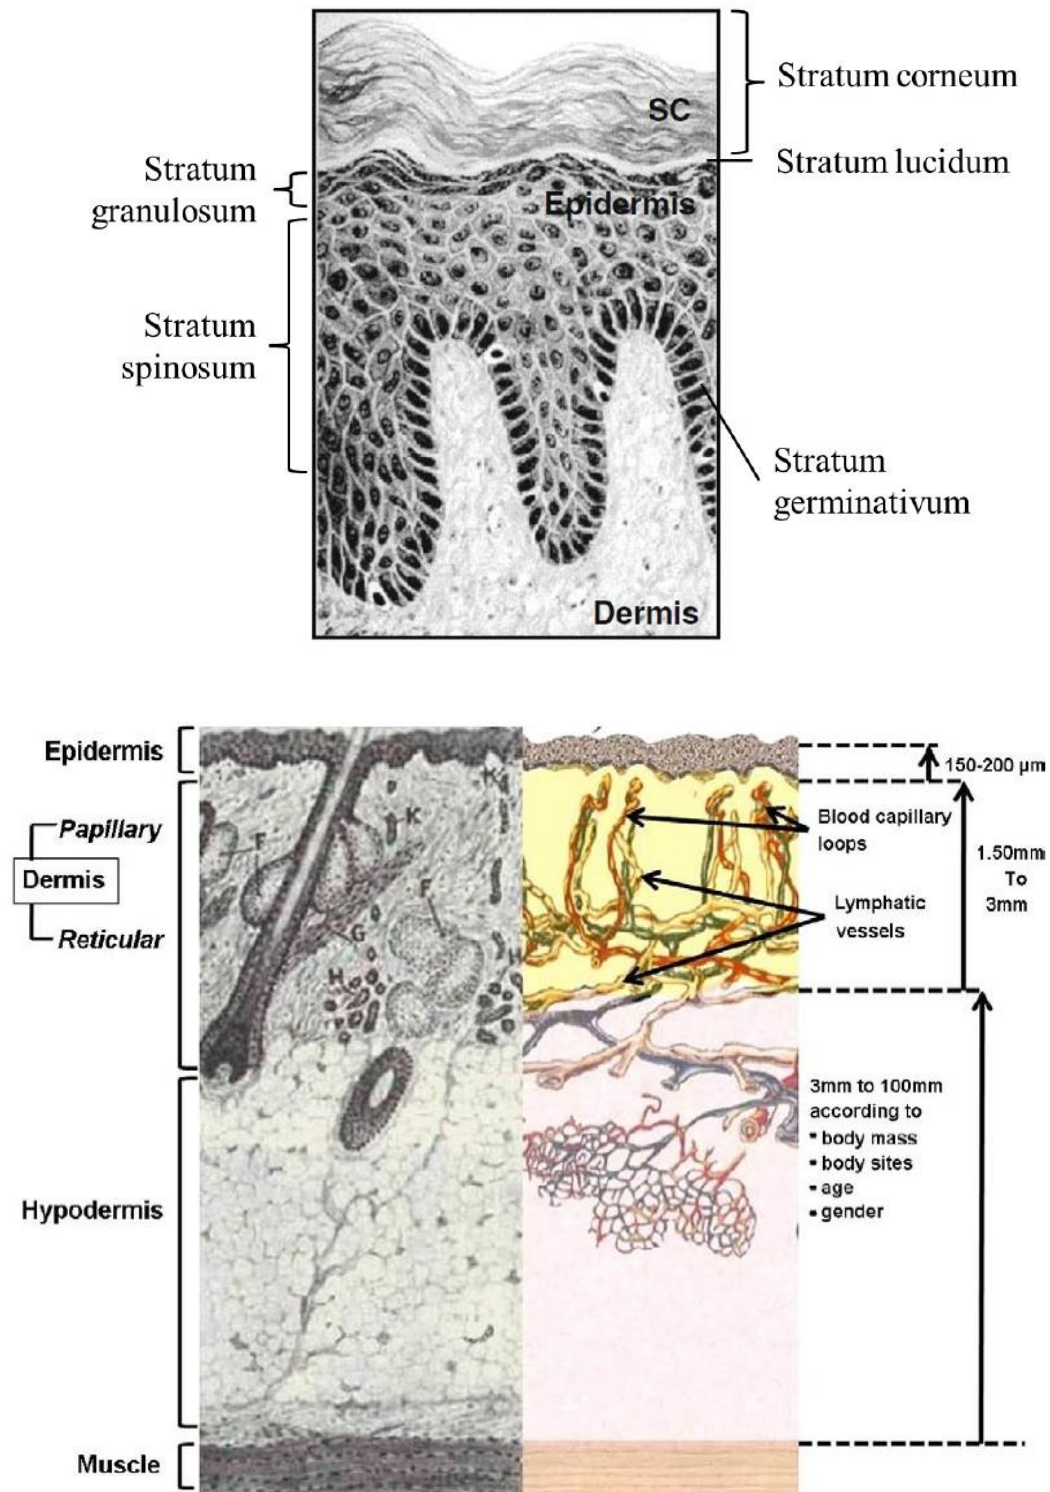 Stratum corneum
SC
Stratum lucidum
Stratum
granulosum
Epidermis
Stratum
spinosum
Stratum
germinativum
Dermis
Epidermis
150-200 µm
Papillary
Dermis
Reticular
F
K
K
F
G
H
H
Blood capillary
loops
Lymphatic
vessels
1.50mm
To
3mm
3mm to 100mm
according to
▪ body mass
▪ body sites
▪ age
▪ gender
Hypodermis
Muscle